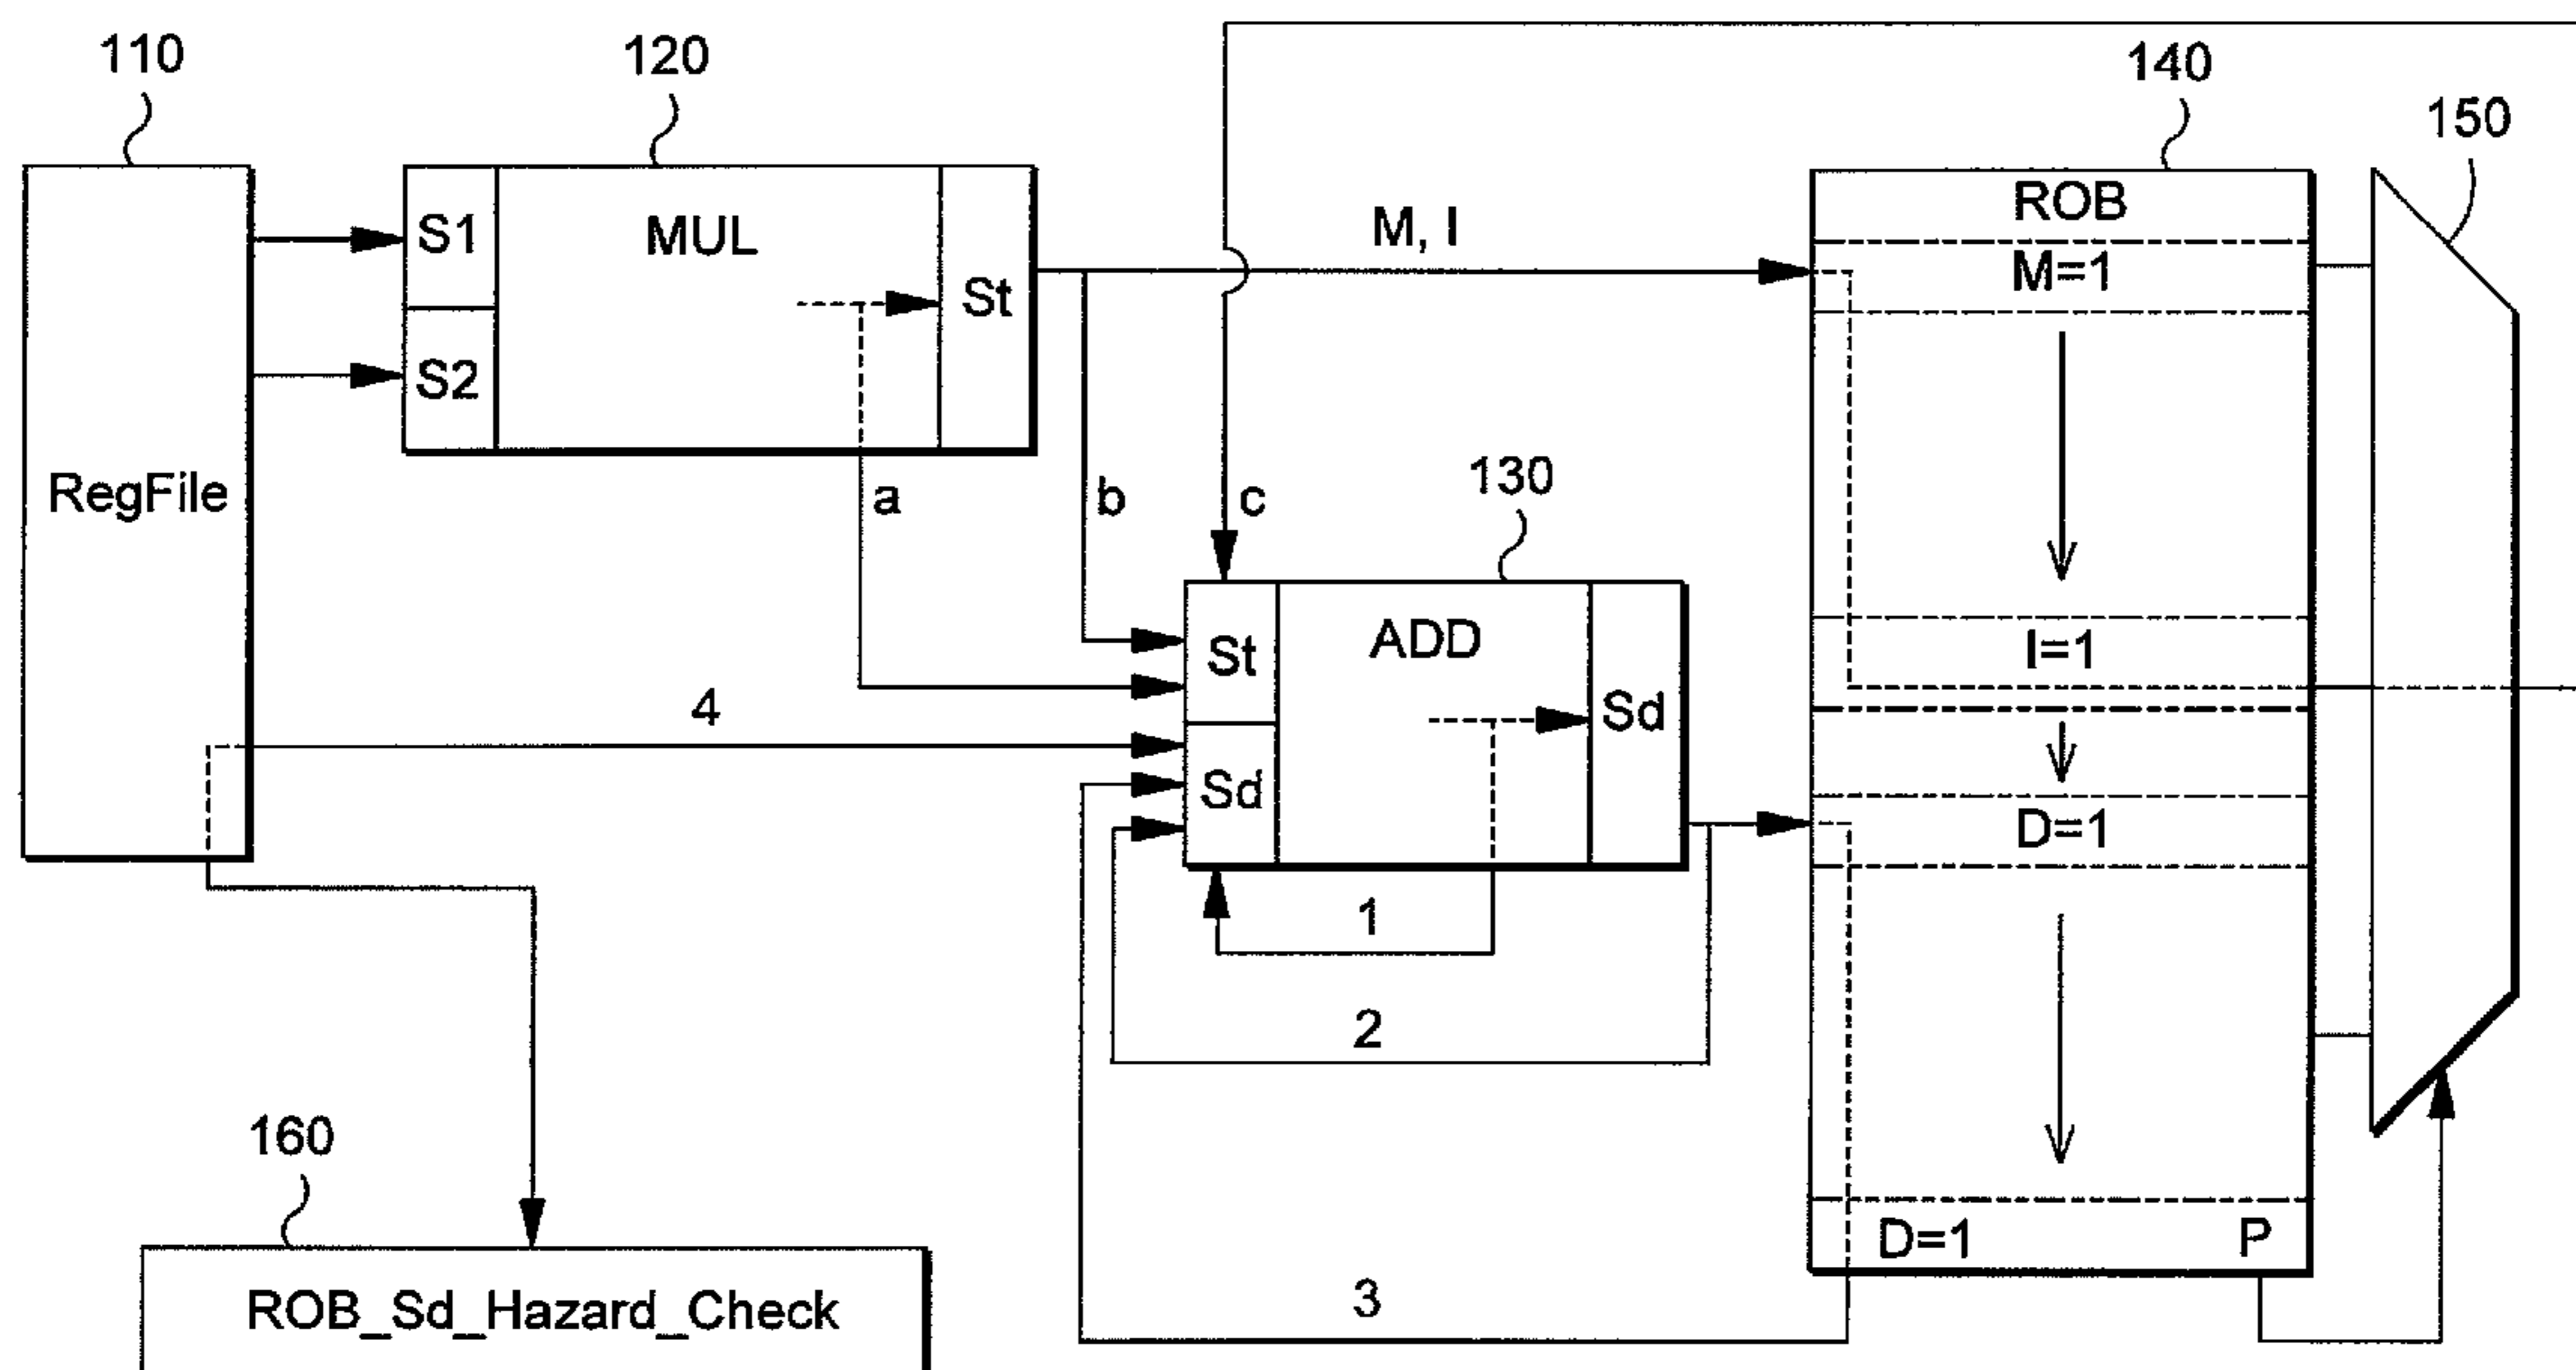 110
120
140
150
RegFile
S1
S2
MUL
St
M, I
ROB
M=1
a
b
c
130
St
Sd
ADD
Sd
I=1
D=1
4
1
2
3
D=1
P
160
ROB_Sd_Hazard_Check